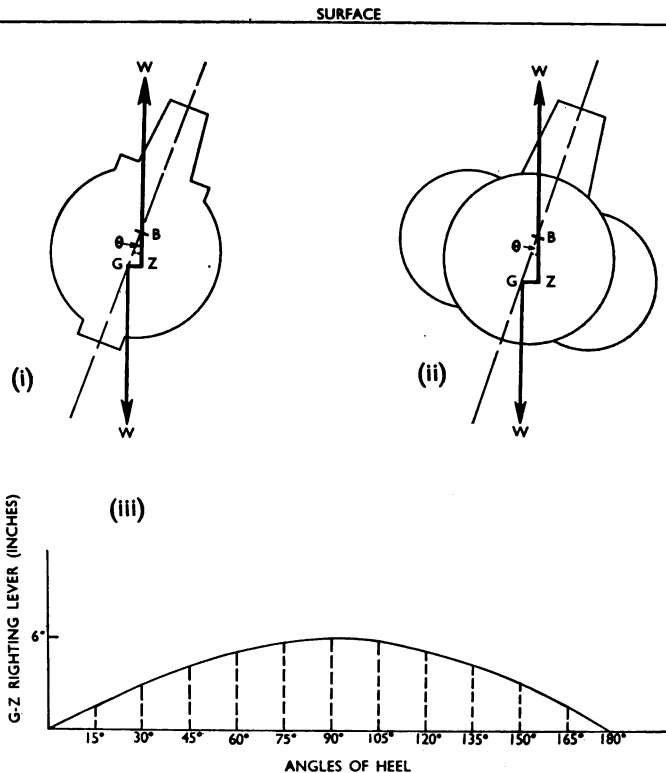 SURFACE
W
W
B
θ
G Z
B
θ
G Z
(i)
(ii)
W
W
(iii)
G-Z RIGHTING LEVER (INCHES)
6"
15° 30° 45° 60° 75° 90° 105° 120° 135° 150° 165° 180°
ANGLES OF HEEL